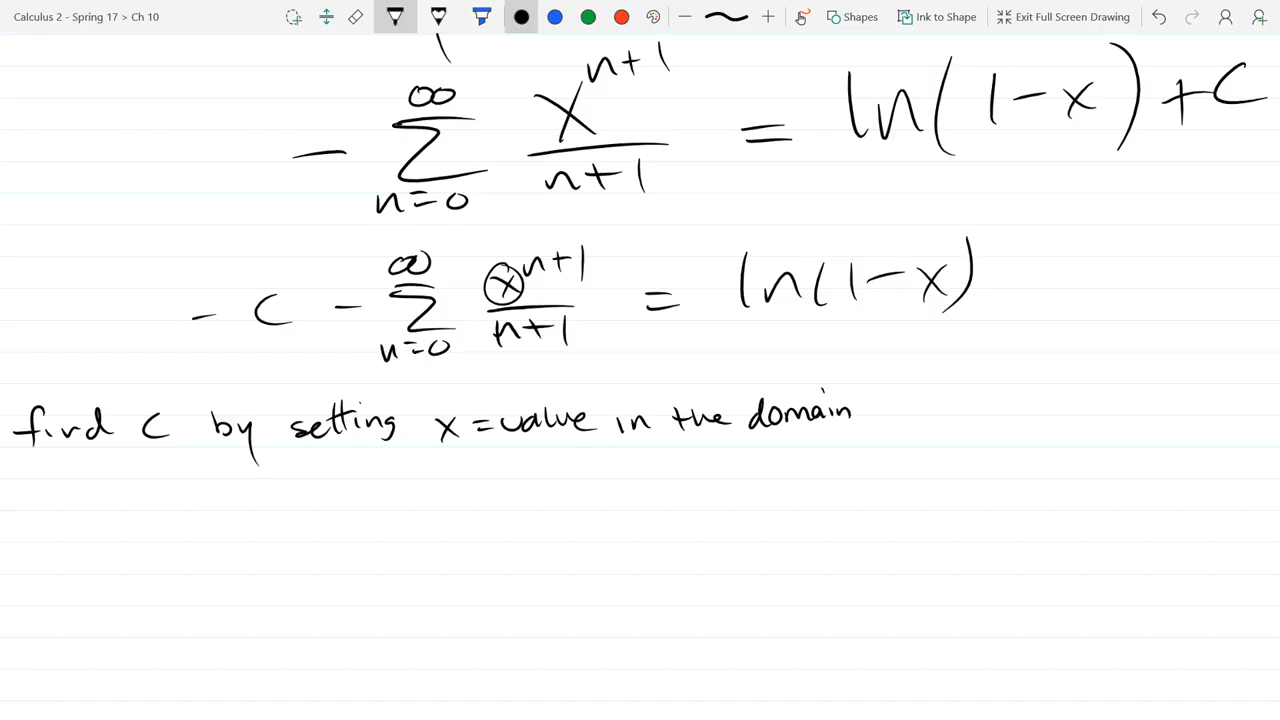 Calculus 2 - Spring 17 > Ch 10 Shapes Ink to Shape Exit Full Screen Drawing
- ∞ Σ n=0 x^{n+1} / n+1 = ln(1-x) + C
- C - ∞ Σ n=0 x^{n+1} / n+1 = ln(1-x)
find C by setting x = value in the domain